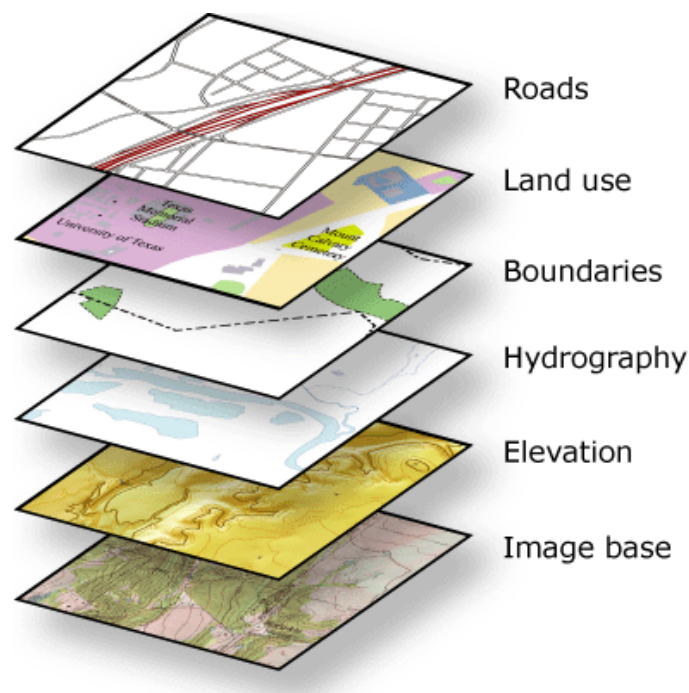 Roads
Land use
Texas
Memorial
Stadium
University of Texas
Mount
Calvary
Cemetery
Boundaries
Hydrography
Elevation
Image base